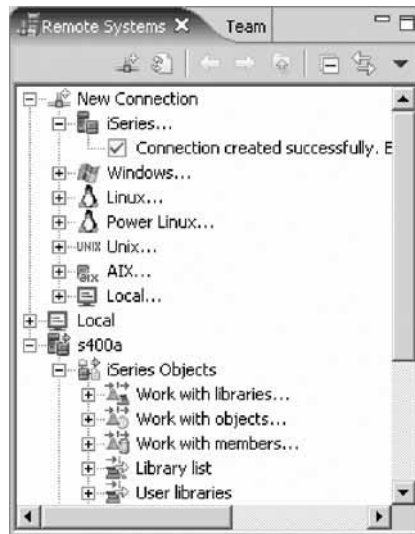 Remote Systems Team
New Connection
iSeries...
Connection created successfully. E
Windows...
Linux...
Power Linux...
UNIX Unix...
aix AIX...
Local...
Local
s400a
iSeries Objects
Work with libraries...
Work with objects...
Work with members...
Library list
User libraries